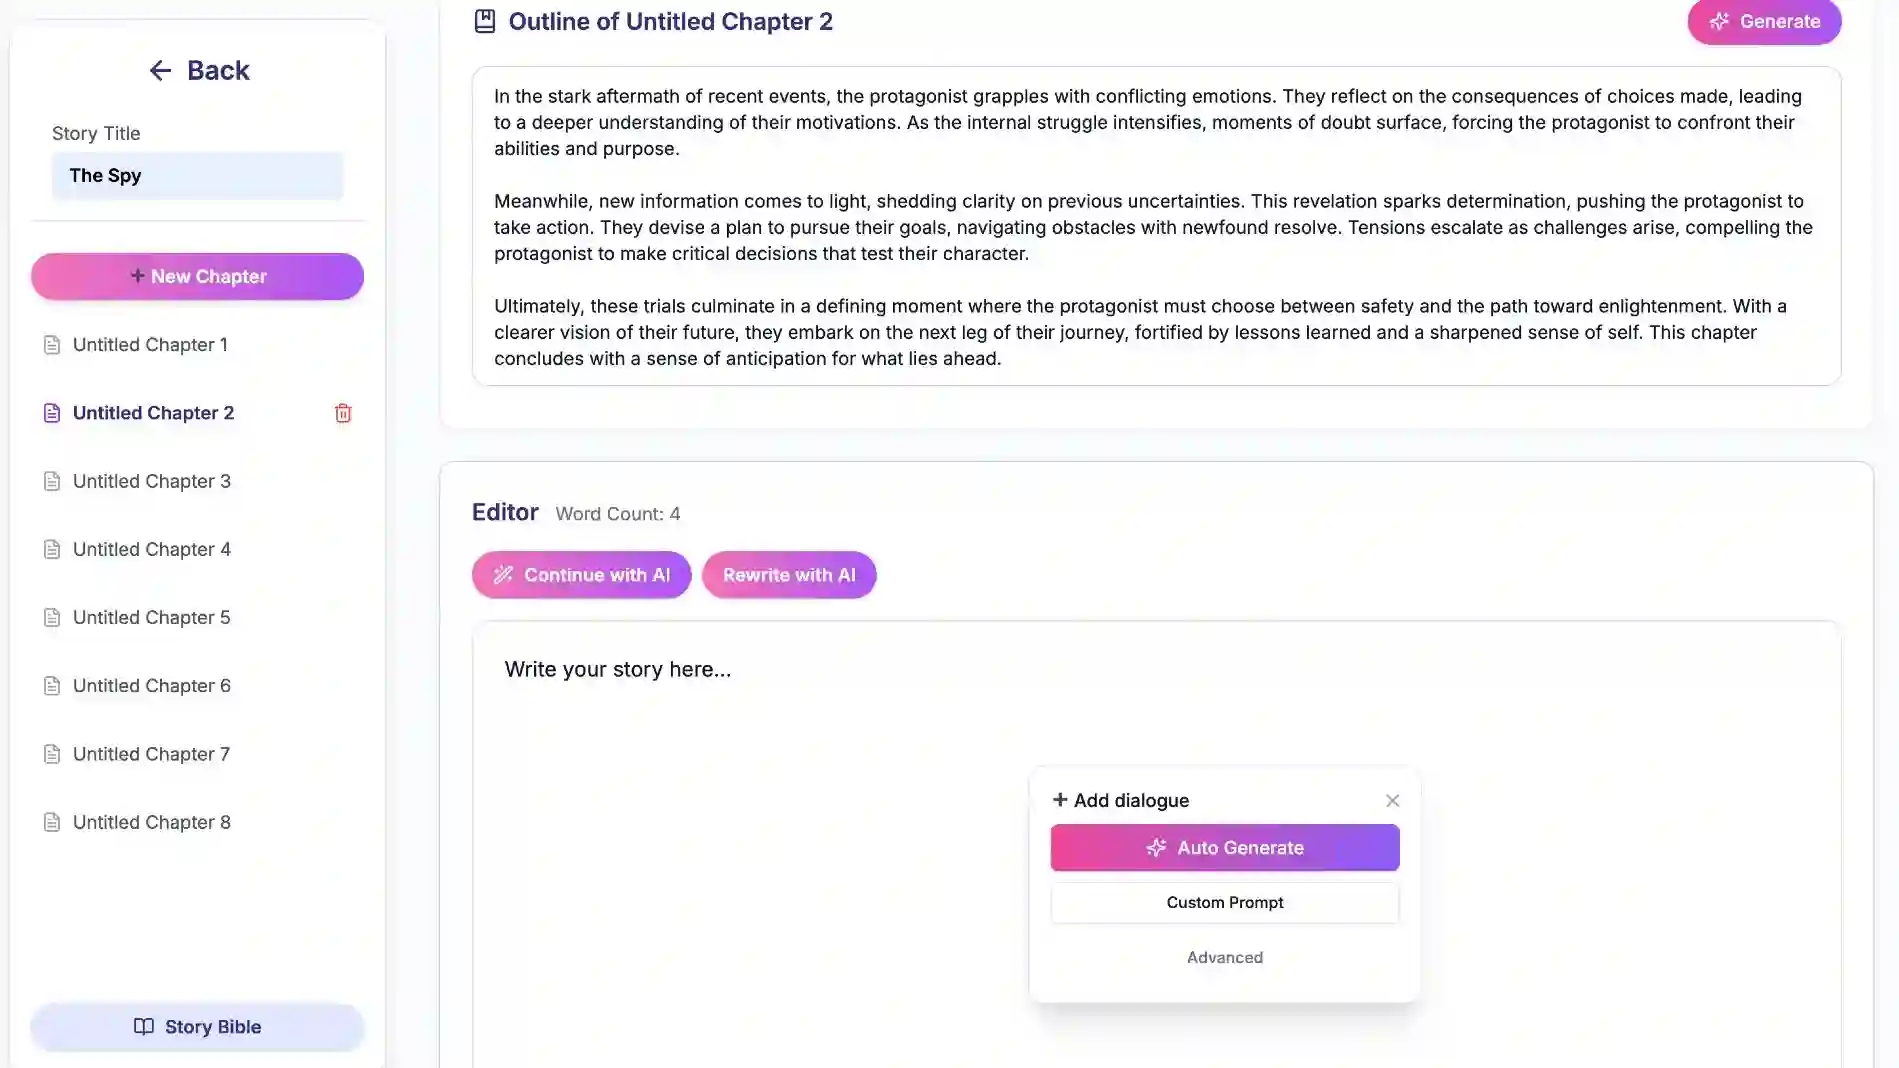 Back
Story Title
The Spy
+ New Chapter
Untitled Chapter 1
Untitled Chapter 2
Untitled Chapter 3
Untitled Chapter 4
Untitled Chapter 5
Untitled Chapter 6
Untitled Chapter 7
Untitled Chapter 8
Story Bible
Outline of Untitled Chapter 2
Generate
In the stark aftermath of recent events, the protagonist grapples with conflicting emotions. They reflect on the consequences of choices made, leading
to a deeper understanding of their motivations. As the internal struggle intensifies, moments of doubt surface, forcing the protagonist to confront their
abilities and purpose.
Meanwhile, new information comes to light, shedding clarity on previous uncertainties. This revelation sparks determination, pushing the protagonist to
take action. They devise a plan to pursue their goals, navigating obstacles with newfound resolve. Tensions escalate as challenges arise, compelling the
protagonist to make critical decisions that test their character.
Ultimately, these trials culminate in a defining moment where the protagonist must choose between safety and the path toward enlightenment. With a
clearer vision of their future, they embark on the next leg of their journey, fortified by lessons learned and a sharpened sense of self. This chapter
concludes with a sense of anticipation for what lies ahead.
Editor Word Count: 4
Continue with AI
Rewrite with AI
Write your story here...
+ Add dialogue
Auto Generate
Custom Prompt
Advanced